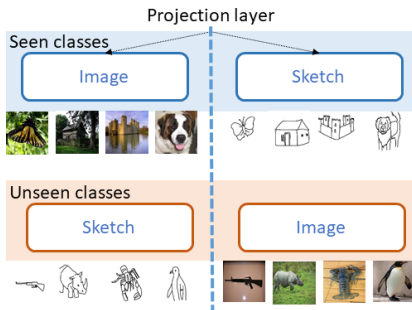 Projection layer
Seen classes
Image
Sketch
Unseen classes
Sketch
Image